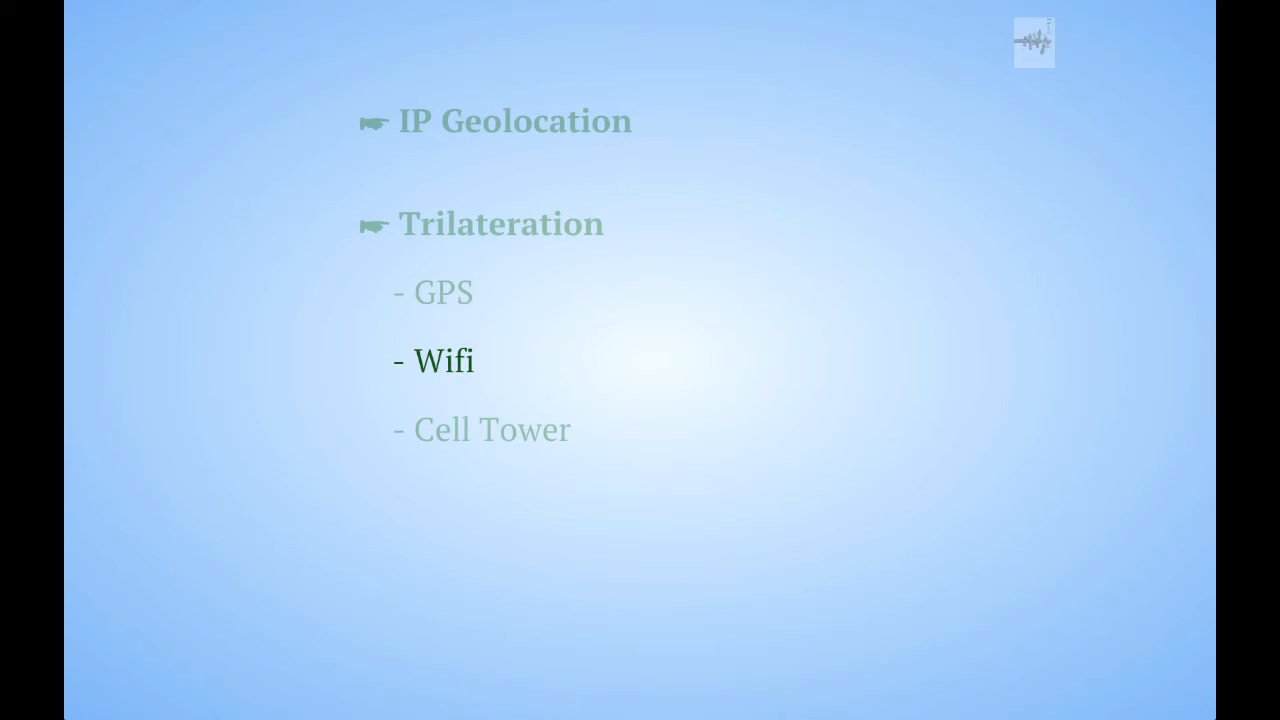 ☛ IP Geolocation
☛ Trilateration
- GPS
- Wifi
- Cell Tower